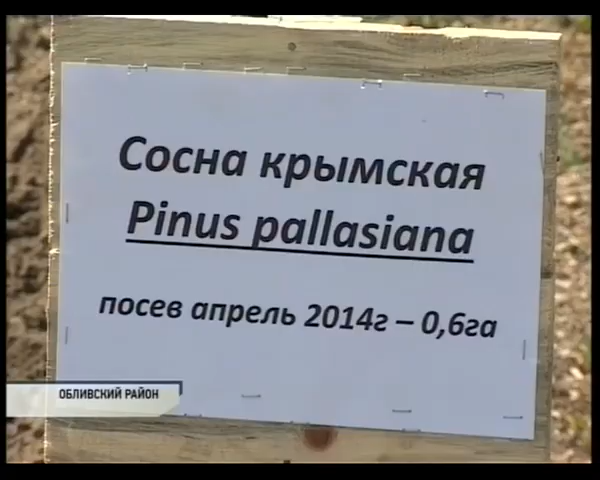 Сосна крымская
Pinus pallasiana
посев апрель 2014г – 0,6га
ОБЛИВСКИЙ РАЙОН